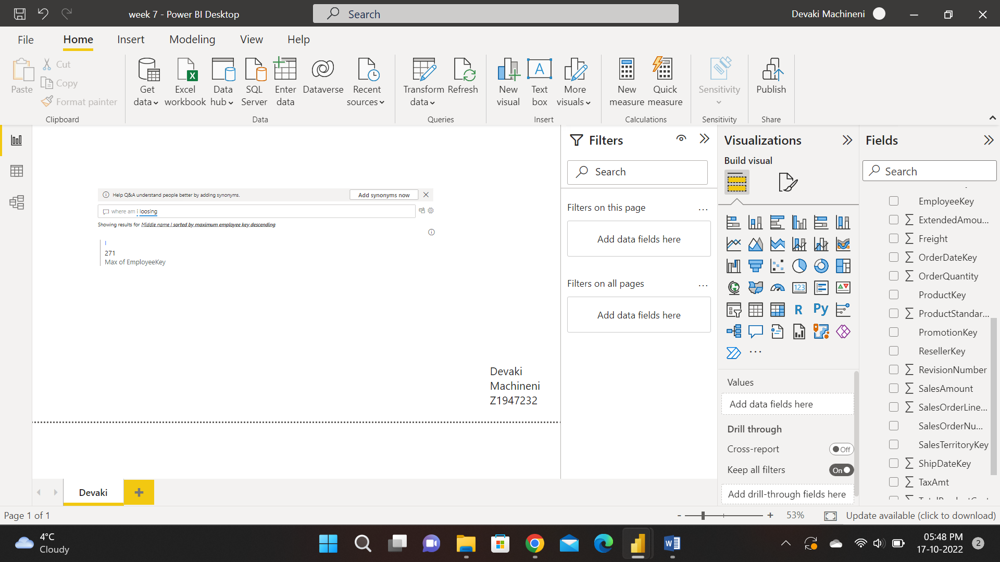 week 7 - Power BI Desktop
Search
Devaki Machineni
File
Home
Insert
Modeling
View
Help
Paste
Cut
Copy
Format painter
Clipboard
Get data
Excel workbook
Data hub
SQL Server
Enter data
Dataverse
Recent sources
Data
Transform data
Refresh
Queries
New visual
Text box
More visuals
Insert
New measure
Quick measure
Calculations
Sensitivity
Sensitivity
Publish
Share
Help Q&A understand people better by adding synonyms.
Add synonyms now
where am i loosing
Showing results for Middle name I sorted by maximum employee key descending
I
271
Max of EmployeeKey
Devaki
Machineni
Z1947232
Filters
Search
Filters on this page
...
Add data fields here
Filters on all pages
...
Add data fields here
Visualizations
Build visual
123
R
Py
...
Values
Add data fields here
Drill through
Cross-report
Off
Keep all filters
On
Add drill-through fields here
Fields
Search
EmployeeKey
ExtendedAmou...
Freight
OrderDateKey
OrderQuantity
ProductKey
ProductStandar...
PromotionKey
ResellerKey
RevisionNumber
SalesAmount
SalesOrderLine...
SalesOrderNu...
SalesTerritoryKey
ShipDateKey
TaxAmt
Devaki
Page 1 of 1
53%
Update available (click to download)
4°C
Cloudy
05:48 PM
17-10-2022
2